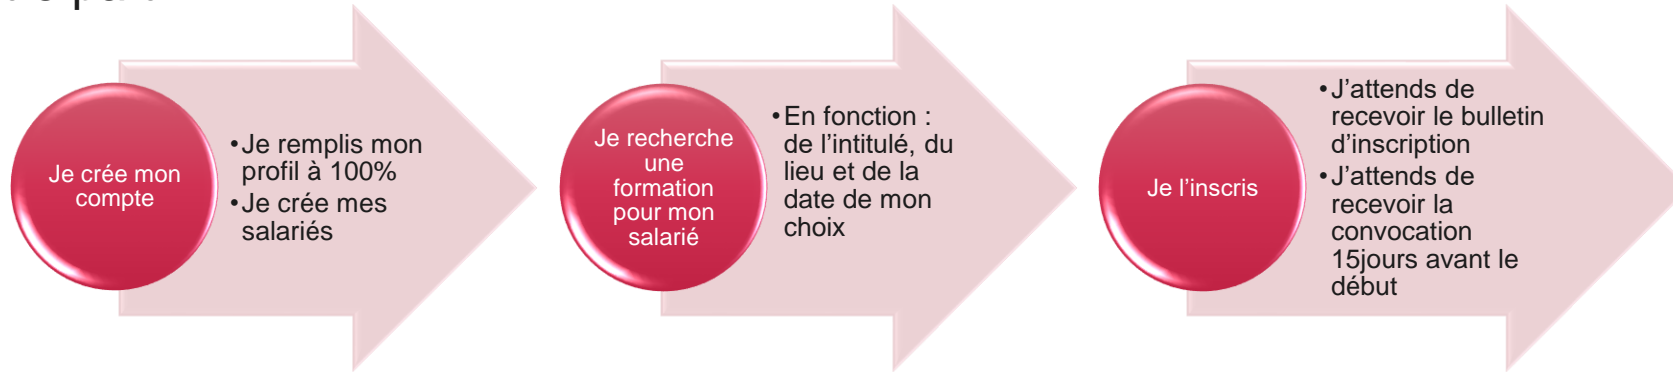 Je crée mon
compte
•Je remplis mon
profil à 100%
•Je crée mes
salariés
Je recherche
une
formation
pour mon
salarié
•En fonction :
de l’intitulé, du
lieu et de la
date de mon
choix
Je l’inscris
•J’attends de
recevoir le bulletin
d’inscription
•J’attends de
recevoir la
convocation
15jours avant le
début